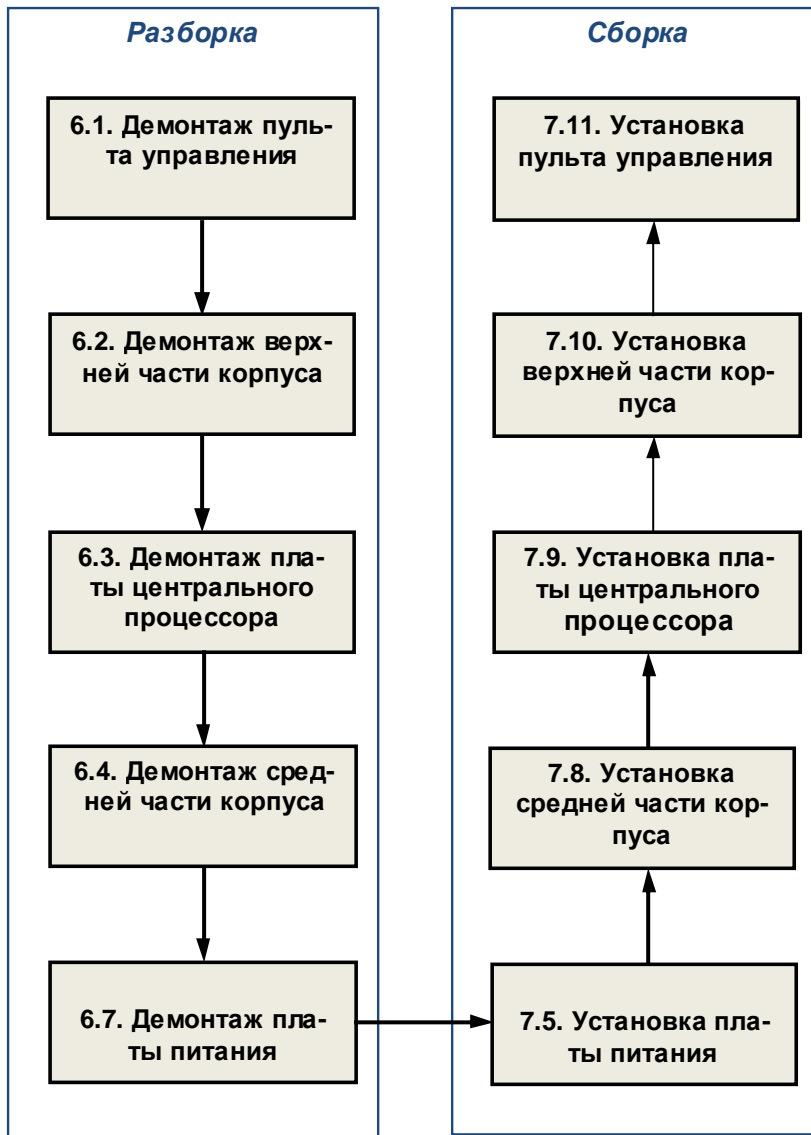 Разборка
6.1. Демонтаж пуль-
та управления
6.2. Демонтаж верх-
ней части корпуса
6.3. Демонтаж пла-
ты центрального
процессора
6.4. Демонтаж сред-
ней части корпуса
6.7. Демонтаж пла-
ты питания
Сборка
7.11. Установка
пульта управления
7.10. Установка
верхней части кор-
пуса
7.9. Установка пла-
ты центрального
процессора
7.8. Установка
средней части кор-
пуса
7.5. Установка пла-
ты питания